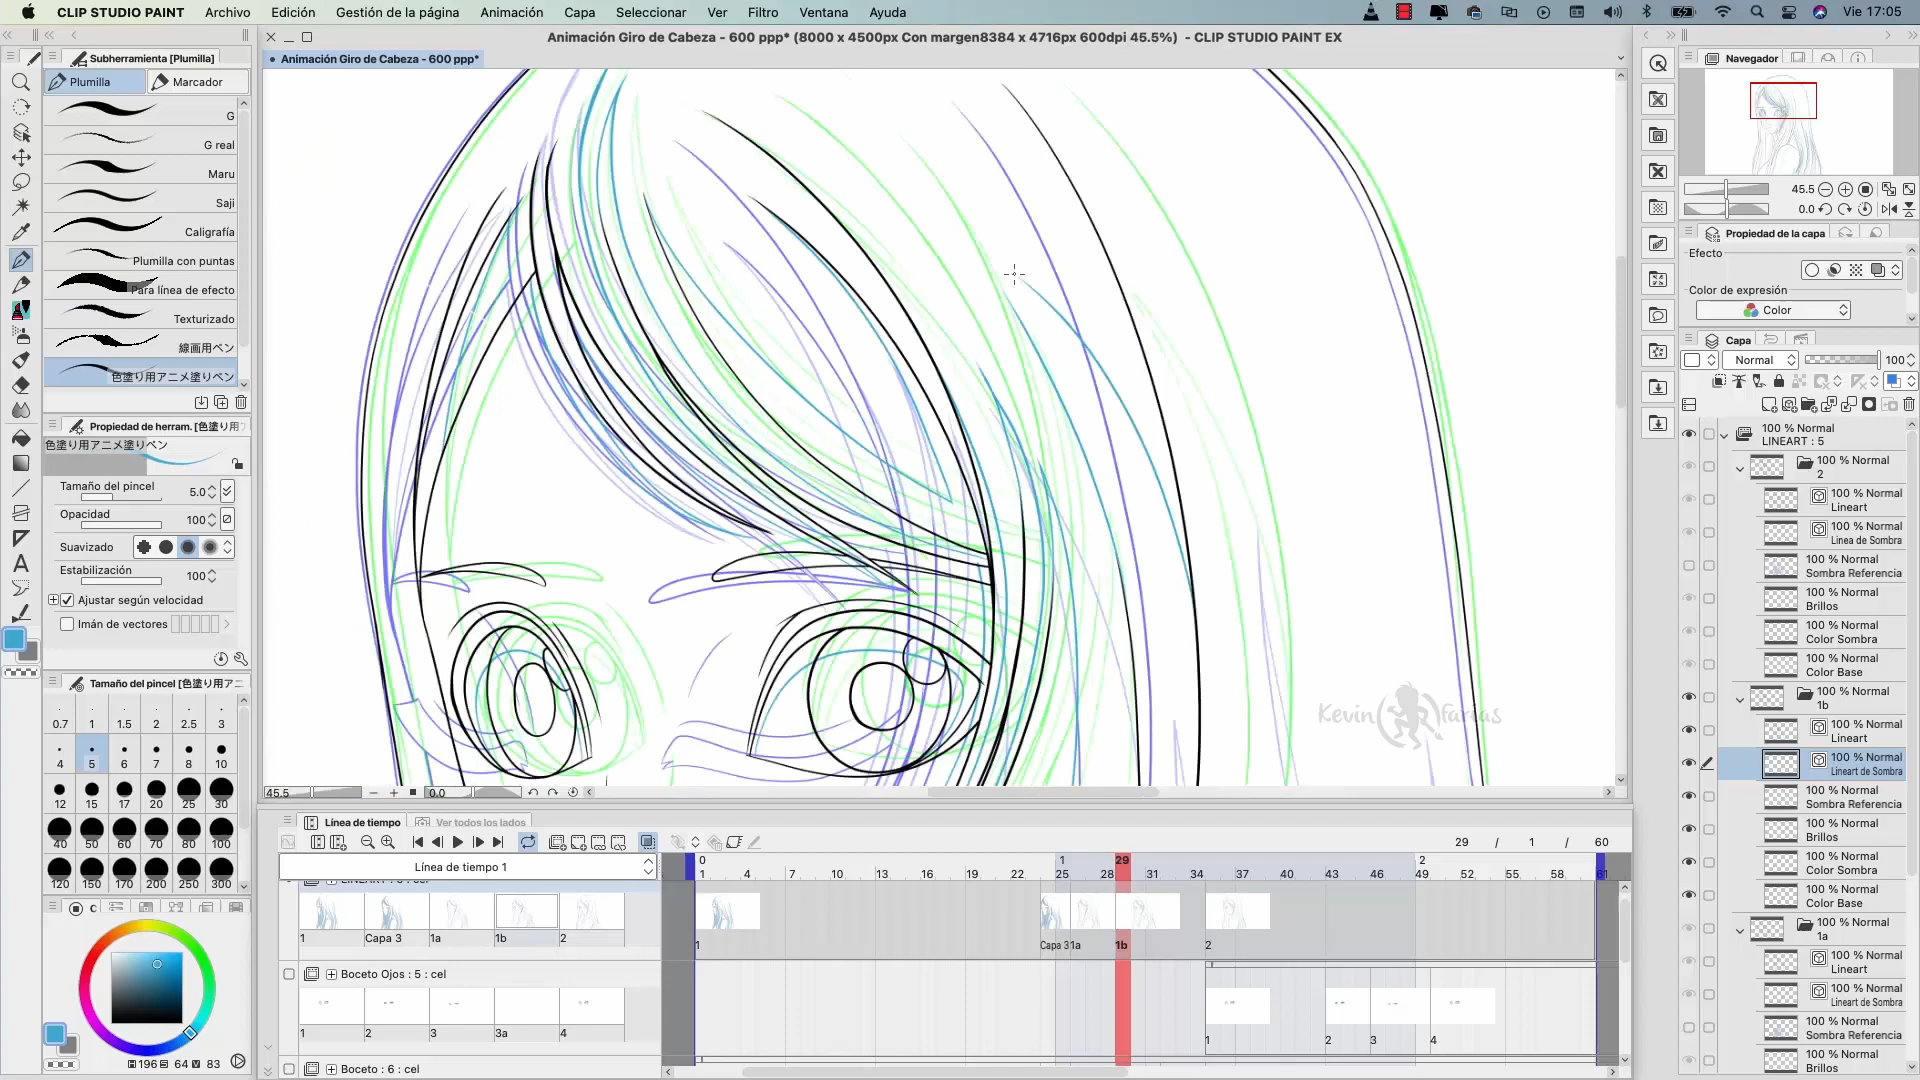 CLIP STUDIO PAINT Archivo Edición Gestión de la página Animación Capa Seleccionar Ver Filtro Ventana Ayuda Vie 17:05
Animación Giro de Cabeza - 600 ppp* (8000 x 4500px Con margen8384 x 4716px 600dpi 45.5%) - CLIP STUDIO PAINT EX
Animación Giro de Cabeza - 600 ppp*
Subherramienta [Plumilla]
Plumilla Marcador
G
G real
Maru
Saji
Caligrafía
Plumilla con puntas
Para línea de efecto
Texturizado
線画用ペン
色塗り用アニメ塗りペン
Propiedad de herram. [色塗り用
色塗り用アニメ塗りペン
Tamaño del pincel 5.0
Opacidad 100
Suavizado
Estabilización 100
Ajustar según velocidad
Imán de vectores
Tamaño del pincel [色塗り用アニ
0.7 1 1.5 2 2.5 3
4 5 6 7 8 10
12 15 17 20 25 30
40 50 60 70 80 100
120 150 170 200 250 300
196 64 83
Kevin farias
45.5 0.0
Línea de tiempo Ver todos los lados
29 / 1 / 60
Línea de tiempo 1
0 1 29 2
1 4 7 10 13 16 19 22 25 28 31 34 37 40 43 46 49 52 55 58 61
1 Capa 3 1a 1b 2
1 Capa 3 1a 1b 2
Boceto Ojos : 5 : cel
1 2 3 3a 4
1 2 3 4
Boceto : 6 : cel
Navegador
45.5
0.0
Propiedad de la capa
Efecto
Color de expresión
Color
Capa
Normal 100
100 % Normal
LINEART : 5
100 % Normal
2
100 % Normal
Lineart
100 % Normal
Linea de Sombra
100 % Normal
Sombra Referencia
100 % Normal
Brillos
100 % Normal
Color Sombra
100 % Normal
Color Base
100 % Normal
1b
100 % Normal
Lineart
100 % Normal
Lineart de Sombra
100 % Normal
Sombra Referencia
100 % Normal
Brillos
100 % Normal
Color Sombra
100 % Normal
Color Base
100 % Normal
1a
100 % Normal
Lineart
100 % Normal
Lineart de Sombra
100 % Normal
Sombra Referencia
100 % Normal
Brillos